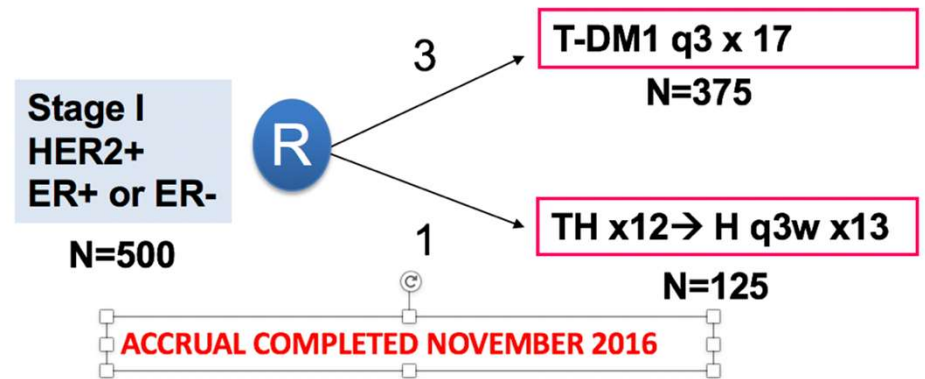 Stage I
HER2+
ER+ or ER-
N=500
R
3
T-DM1 q3 x 17
N=375
1
TH x12→ H q3w x13
N=125
ACCRUAL COMPLETED NOVEMBER 2016